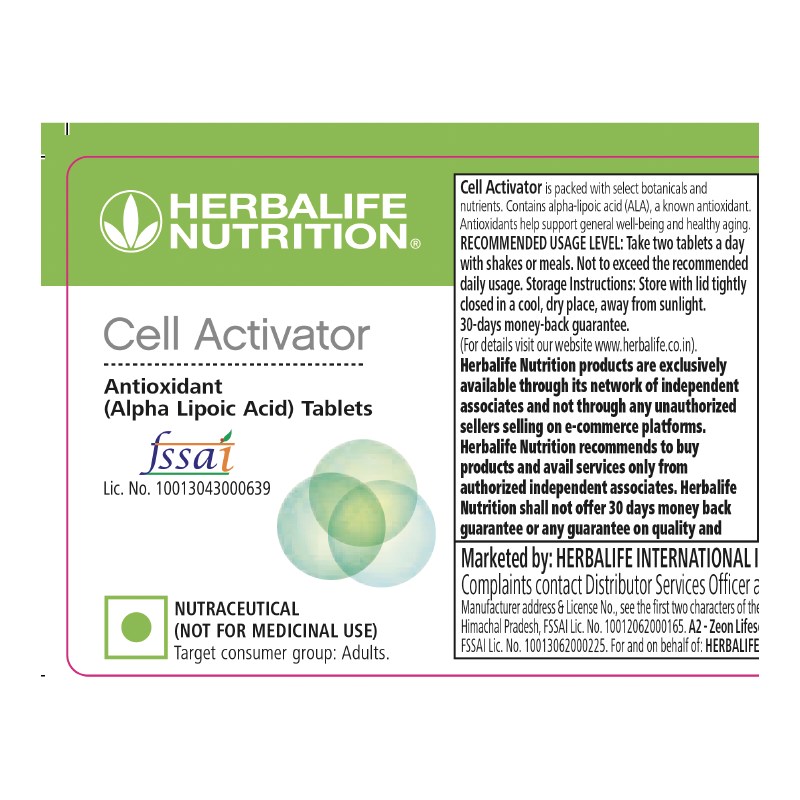 HERBALIFE
NUTRITION®
Cell Activator
Antioxidant
(Alpha Lipoic Acid) Tablets
fssai
Lic. No. 10013043000639
NUTRACEUTICAL
(NOT FOR MEDICINAL USE)
Target consumer group: Adults.
Cell Activator is packed with select botanicals and
nutrients. Contains alpha-lipoic acid (ALA), a known antioxidant.
Antioxidants help support general well-being and healthy aging.
RECOMMENDED USAGE LEVEL: Take two tablets a day
with shakes or meals. Not to exceed the recommended
daily usage. Storage Instructions: Store with lid tightly
closed in a cool, dry place, away from sunlight.
30-days money-back guarantee.
(For details visit our website www.herbalife.co.in).
Herbalife Nutrition products are exclusively
available through its network of independent
associates and not through any unauthorized
sellers selling on e-commerce platforms.
Herbalife Nutrition recommends to buy
products and avail services only from
authorized independent associates. Herbalife
Nutrition shall not offer 30 days money back
guarantee or any guarantee on quality and
Marketed by: HERBALIFE INTERNATIONAL
Complaints contact Distributor Services Officer
Manufacturer address & License No., see the first two characters of the
Himachal Pradesh, FSSAI Lic. No. 10012062000165. A2 - Zeon
FSSAI Lic. No. 10013062000225. For and on behalf of: HERBALIFE